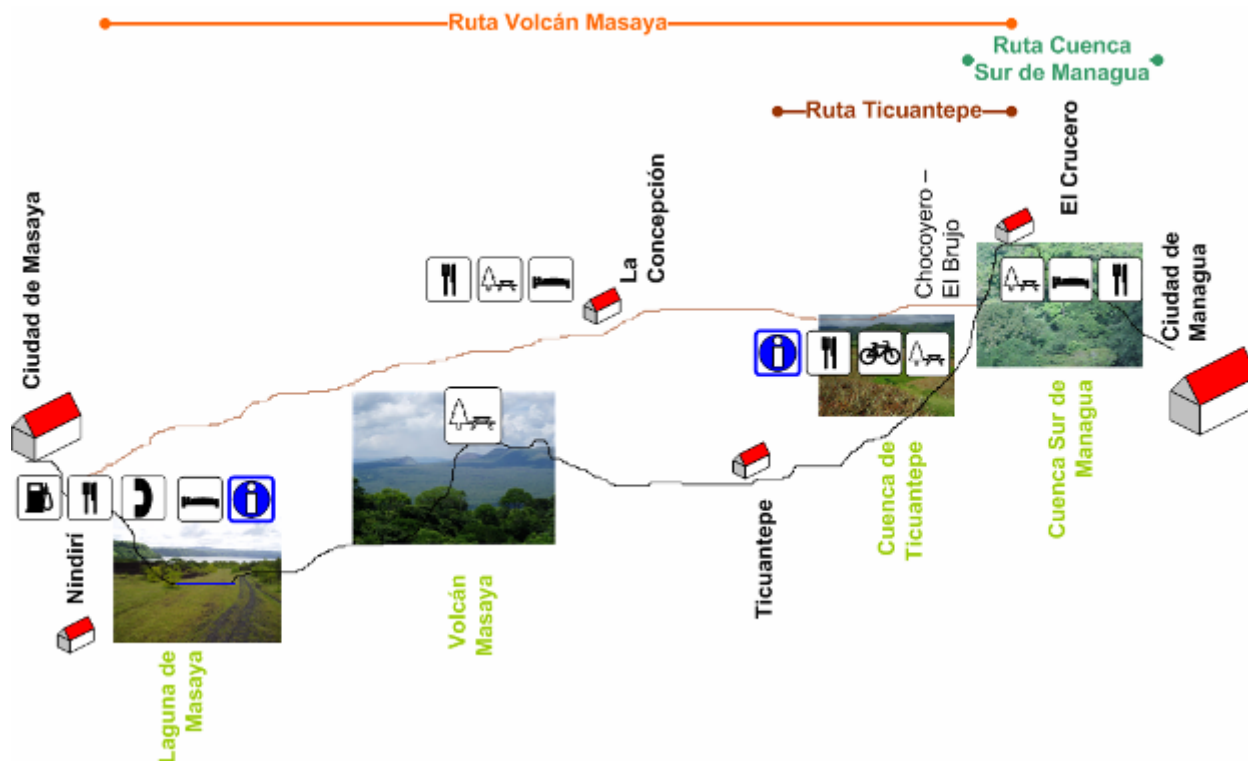 Ruta Volcán Masaya
Ruta Cuenca
Sur de Managua
Ruta Ticuantepe
Ciudad de Masaya
La
Concepción
Chocoyero –
El Brujo
El Crucero
Ciudad de
Managua
Nindirí
Laguna de
Masaya
Volcán
Masaya
Ticuantepe
Cuenca de
Ticuantepe
Cuenca Sur de
Managua